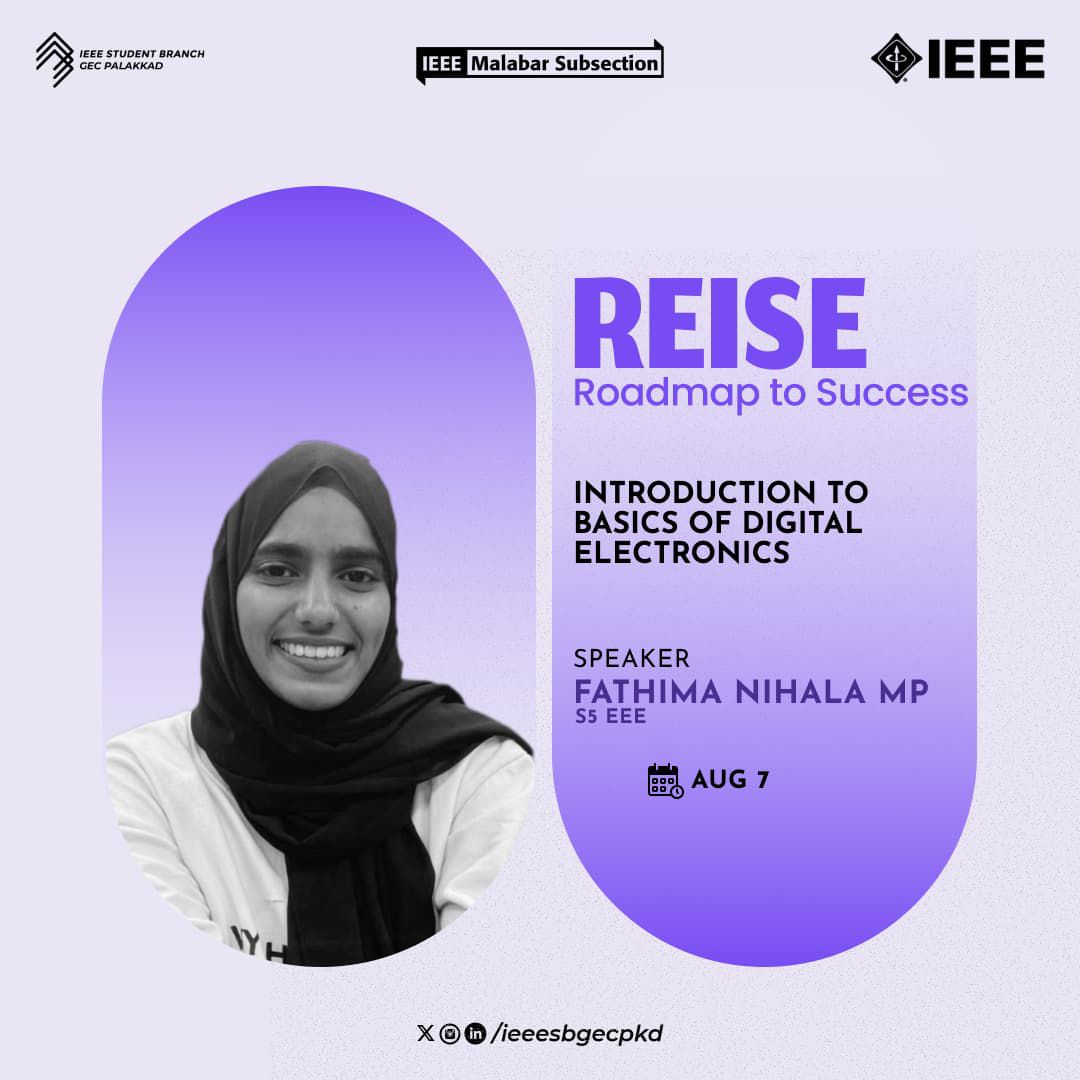 IEEE STUDENT BRANCH
GEC PALAKKAD
IEEE Malabar Subsection
IEEE
REISE
Roadmap to Success
INTRODUCTION TO
BASICS OF DIGITAL
ELECTRONICS
SPEAKER
FATHIMA NIHALA MP
S5 EEE
AUG 7
/ieeesbgecpkd